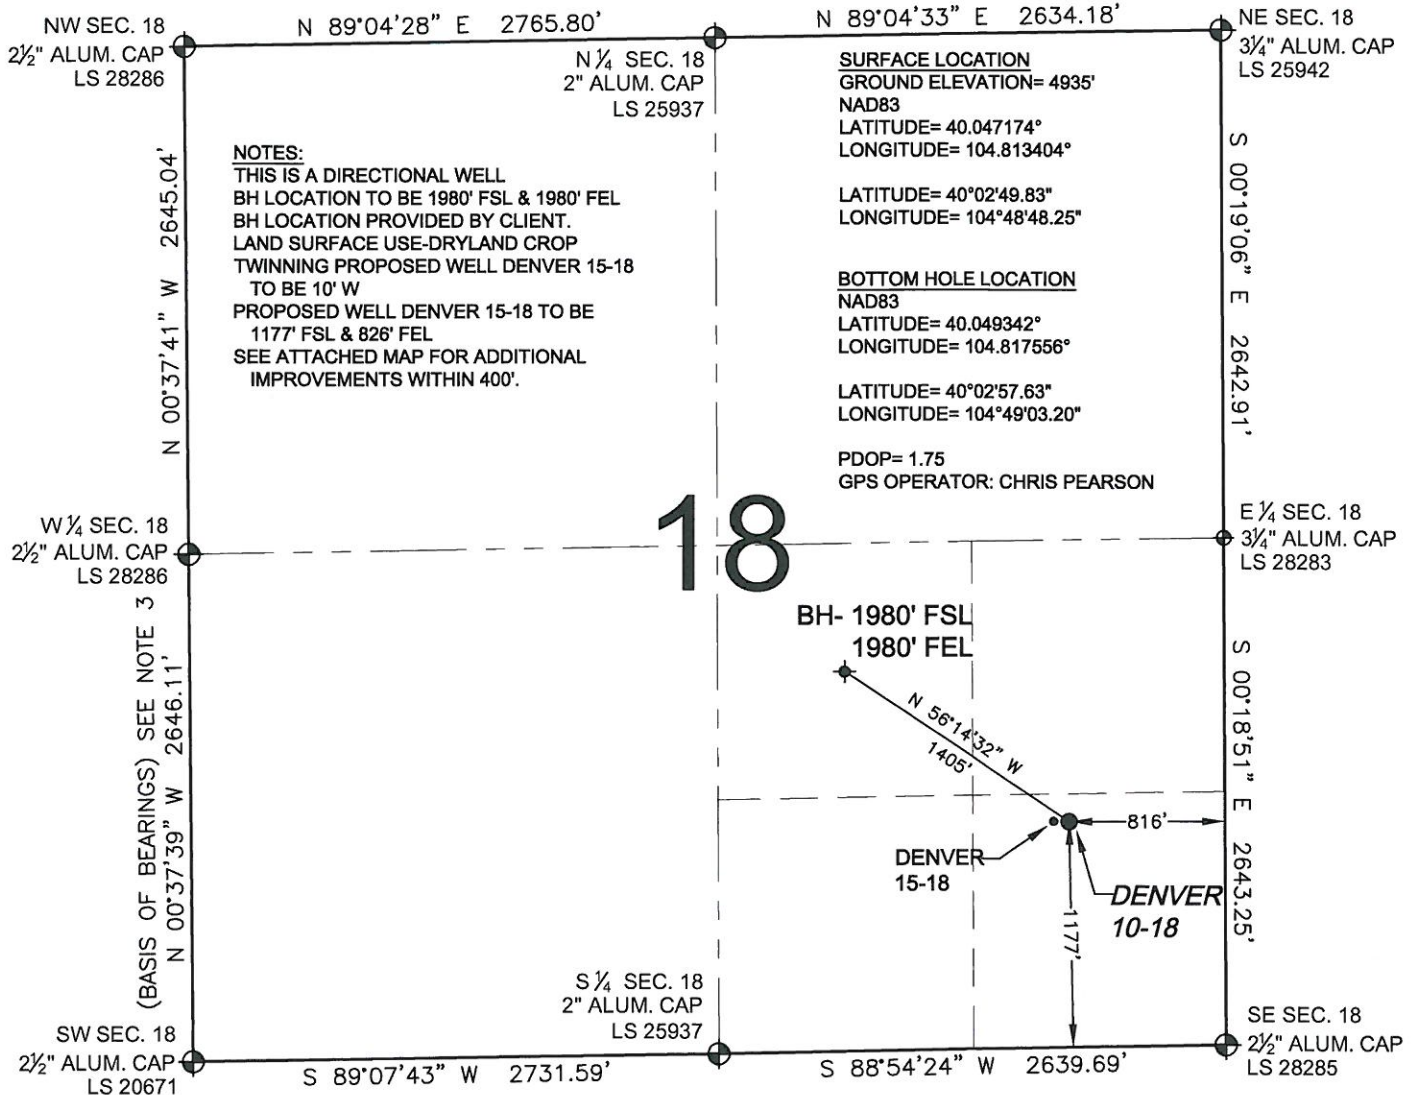 NW SEC. 18
2½" ALUM. CAP
LS 28286
N 89°04'28" E 2765.80'
N ¼ SEC. 18
2" ALUM. CAP
LS 25937
N 89°04'33" E 2634.18'
NE SEC. 18
3¼" ALUM. CAP
LS 25942
NOTES:
THIS IS A DIRECTIONAL WELL
BH LOCATION TO BE 1980' FSL & 1980' FEL
BH LOCATION PROVIDED BY CLIENT.
LAND SURFACE USE-DRYLAND CROP
TWINNING PROPOSED WELL DENVER 15-18
TO BE 10' W
PROPOSED WELL DENVER 15-18 TO BE
1177' FSL & 826' FEL
SEE ATTACHED MAP FOR ADDITIONAL
IMPROVEMENTS WITHIN 400'.
SURFACE LOCATION
GROUND ELEVATION= 4935'
NAD83
LATITUDE= 40.047174°
LONGITUDE= 104.813404°
LATITUDE= 40°02'49.83"
LONGITUDE= 104°48'48.25"
BOTTOM HOLE LOCATION
NAD83
LATITUDE= 40.049342°
LONGITUDE= 104.817556°
LATITUDE= 40°02'57.63"
LONGITUDE= 104°49'03.20"
PDOP= 1.75
GPS OPERATOR: CHRIS PEARSON
N 00°37'41" W 2645.04'
S 00°19'06" E 2642.91'
W ¼ SEC. 18
2½" ALUM. CAP
LS 28286
18
E ¼ SEC. 18
3¼" ALUM. CAP
LS 28283
BH- 1980' FSL
1980' FEL
N 56°14'32" W
1405'
(BASIS OF BEARINGS) SEE NOTE 3
N 00°37'39" W 2646.11'
S 00°18'51" E 2643.25'
816'
DENVER
15-18
DENVER
10-18
1177'
SW SEC. 18
2½" ALUM. CAP
LS 20671
S 89°07'43" W 2731.59'
S ¼ SEC. 18
2" ALUM. CAP
LS 25937
S 88°54'24" W 2639.69'
SE SEC. 18
2½" ALUM. CAP
LS 28285